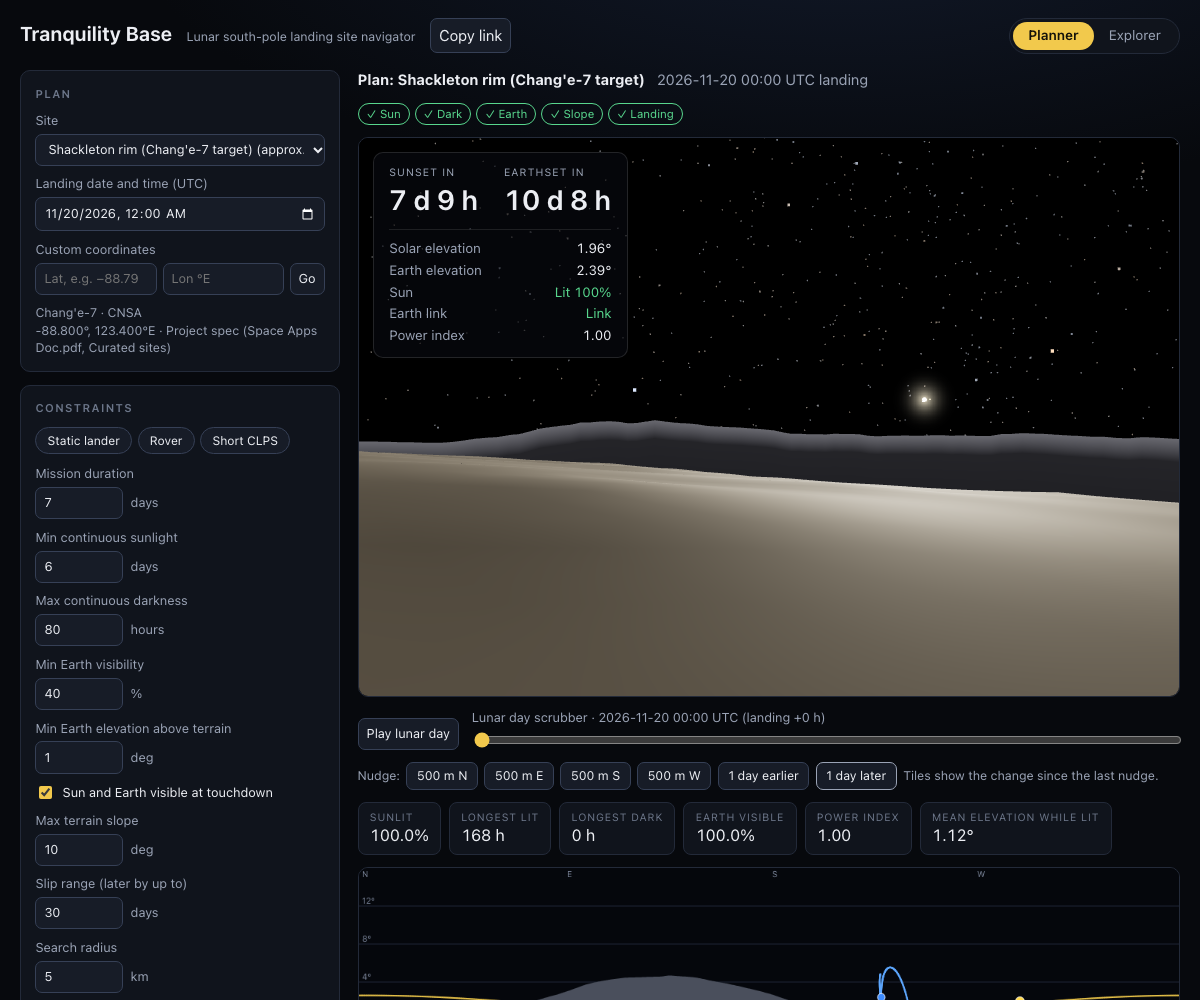 Tranquility Base Lunar south-pole landing site navigator Copy link Planner Explorer
PLAN
Site
Shackleton rim (Chang'e-7 target) (approx.
Landing date and time (UTC)
11/20/2026, 12:00 AM
Custom coordinates
Lat, e.g. −88.79 Lon °E Go
Chang'e-7 · CNSA
-88.800°, 123.400°E · Project spec (Space Apps
Doc.pdf, Curated sites)
CONSTRAINTS
Static lander Rover Short CLPS
Mission duration
7 days
Min continuous sunlight
6 days
Max continuous darkness
80 hours
Min Earth visibility
40 %
Min Earth elevation above terrain
1 deg
Sun and Earth visible at touchdown
Max terrain slope
10 deg
Slip range (later by up to)
30 days
Search radius
5 km
Plan: Shackleton rim (Chang'e-7 target) 2026-11-20 00:00 UTC landing
✓ Sun ✓ Dark ✓ Earth ✓ Slope ✓ Landing
SUNSET IN EARTHSET IN
7 d 9 h 10 d 8 h
Solar elevation 1.96°
Earth elevation 2.39°
Sun Lit 100%
Earth link Link
Power index 1.00
Play lunar day Lunar day scrubber · 2026-11-20 00:00 UTC (landing +0 h)
Nudge: 500 m N 500 m E 500 m S 500 m W 1 day earlier 1 day later Tiles show the change since the last nudge.
SUNLIT LONGEST LIT LONGEST DARK EARTH VISIBLE POWER INDEX MEAN ELEVATION WHILE LIT
100.0% 168 h 0 h 100.0% 1.00 1.12°
N E S W
12°
8°
4°